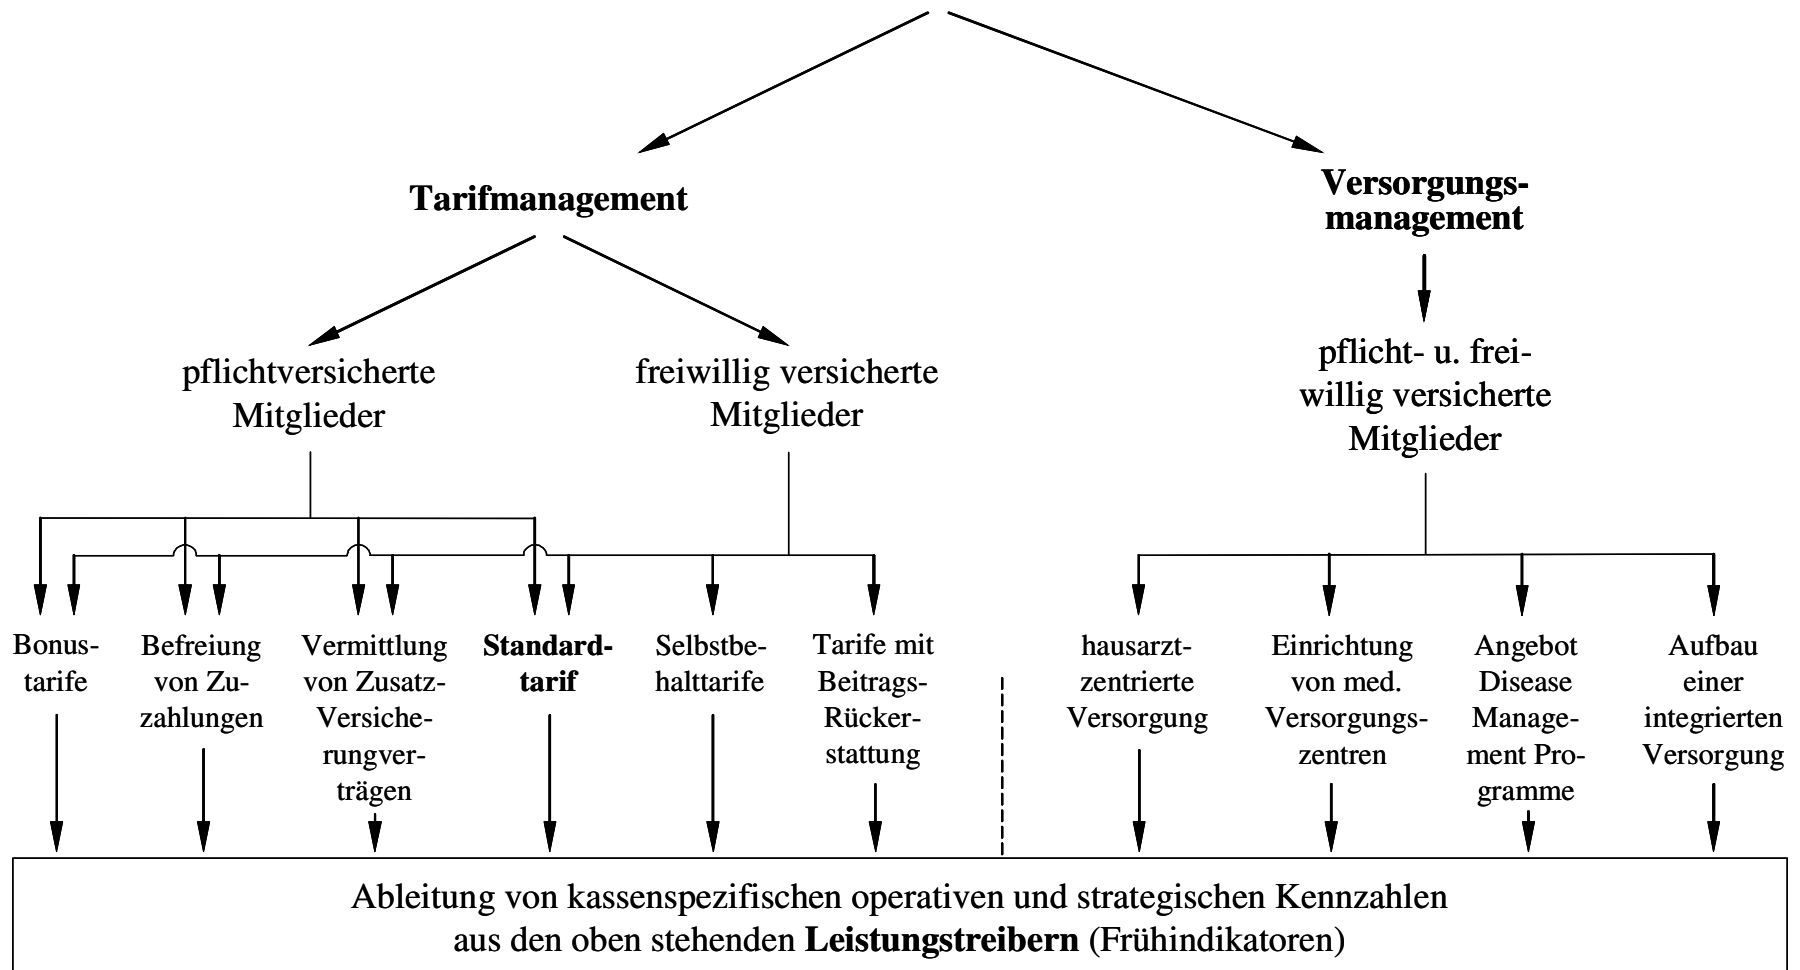 Tarifmanagement
Versorgungs-
management
pflichtversicherte
Mitglieder
freiwillig versicherte
Mitglieder
pflicht- u. frei-
willig versicherte
Mitglieder
Bonus-
tarife
Befreiung
von Zu-
zahlungen
Vermittlung
von Zusatz-
Versiche-
rungver-
trägen
Standard-
tarif
Selbstbe-
halttarife
Tarife mit
Beitrags-
Rücker-
stattung
hausarzt-
zentrierte
Versorgung
Einrichtung
von med.
Versorgungs-
zentren
Angebot
Disease
Manage-
ment Pro-
gramme
Aufbau
einer
integrierten
Versorgung
Ableitung von kassenspezifischen operativen und strategischen Kennzahlen
aus den oben stehenden Leistungstreibern (Frühindikatoren)